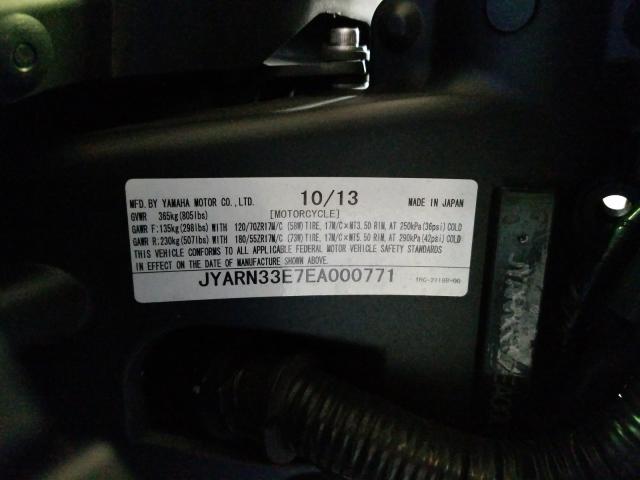 MFD. BY YAMAHA MOTOR CO.,LTD. 10/13 MADE IN JAPAN
GVWR 365kg(805lbs) [MOTORCYCLE]
GAWR F:135kg(298lbs) WITH 120/70ZR17M/C (58W)TIRE, 17M/C×MT3.50 RIM, AT 250kPa(36psi)COLD
GAWR R:230kg(507lbs) WITH 180/55ZR17M/C (73W)TIRE, 17M/C×MT5.50 RIM, AT 290kPa(42psi)COLD
THIS VEHICLE CONFORMS TO ALL APPLICABLE FEDERAL MOTOR VEHICLE SAFETY STANDARDS
IN EFFECT ON THE DATE OF MANUFACTURE SHOWN ABOVE.
JYARN33E7EA000771